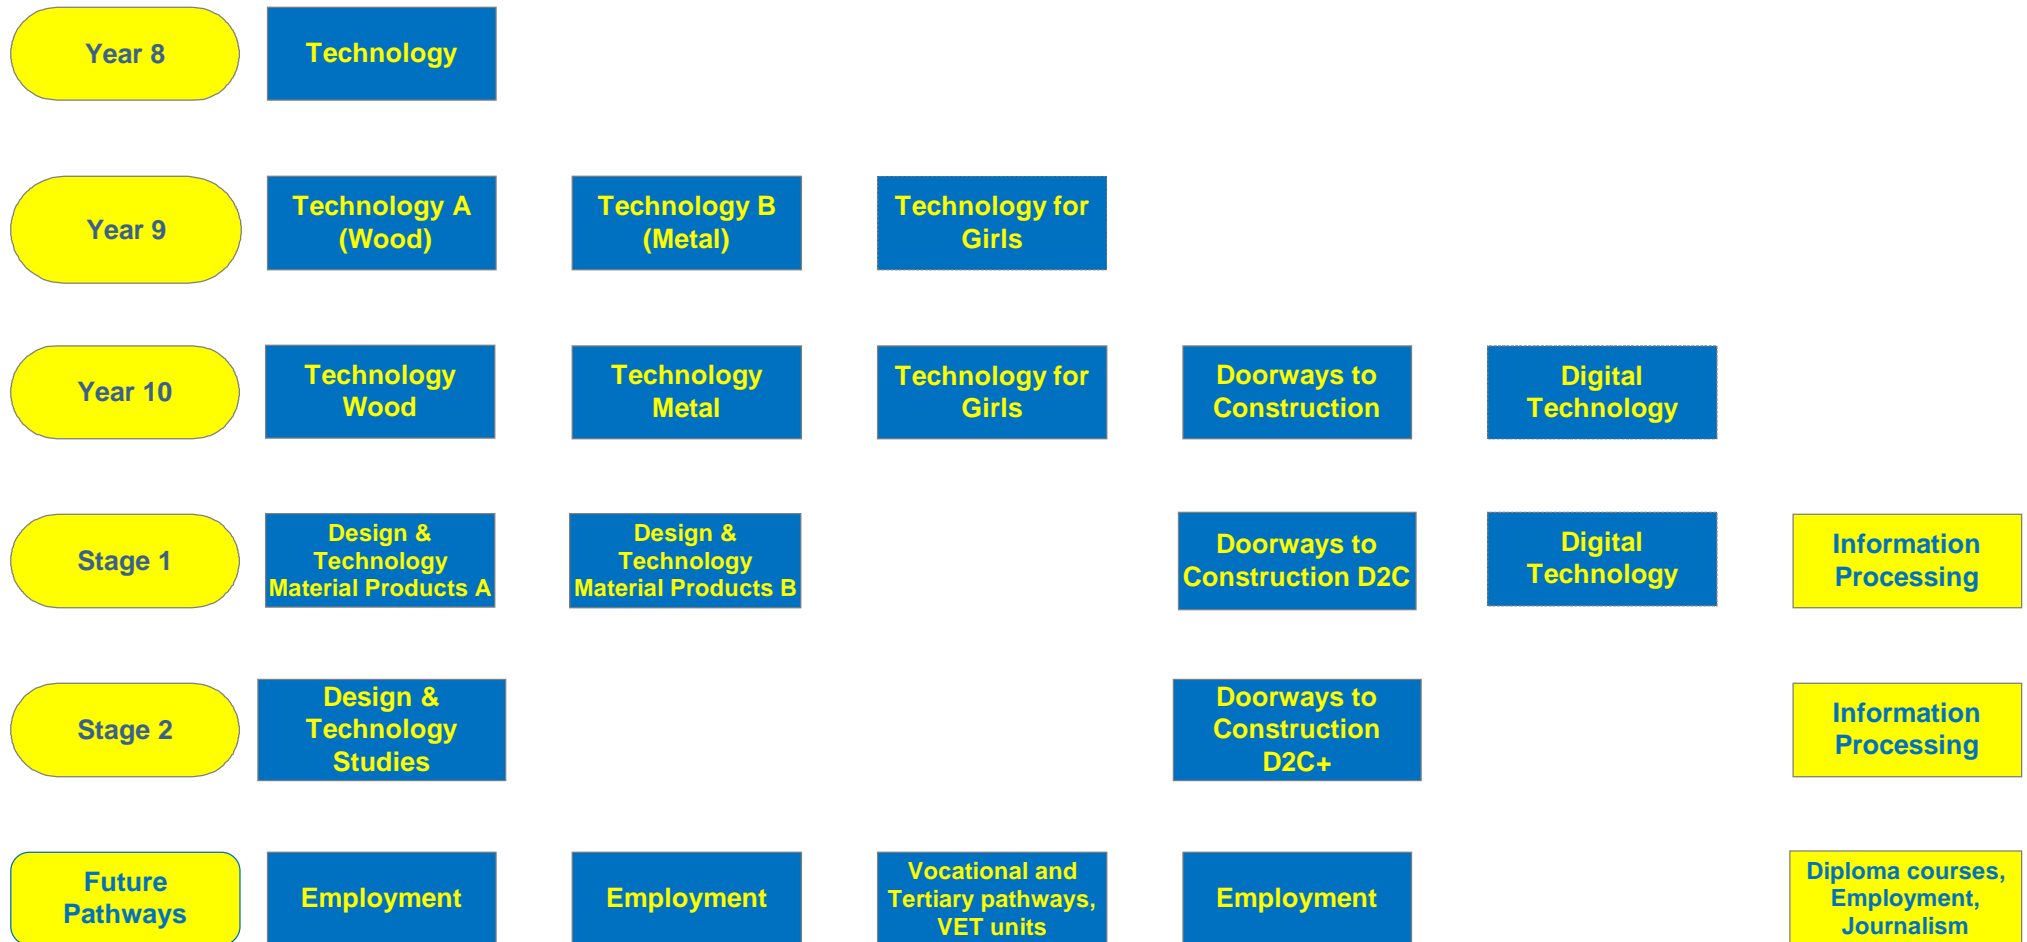 Year 8
Technology
Year 9
Technology A
(Wood)
Technology B
(Metal)
Technology for
Girls
Year 10
Technology
Wood
Technology
Metal
Technology for
Girls
Doorways to
Construction
Digital
Technology
Stage 1
Design &
Technology
Material Products A
Design &
Technology
Material Products B
Doorways to
Construction D2C
Digital
Technology
Information
Processing
Stage 2
Design &
Technology
Studies
Doorways to
Construction
D2C+
Information
Processing
Future
Pathways
Employment
Employment
Vocational and
Tertiary pathways,
VET units
Employment
Diploma courses,
Employment,
Journalism